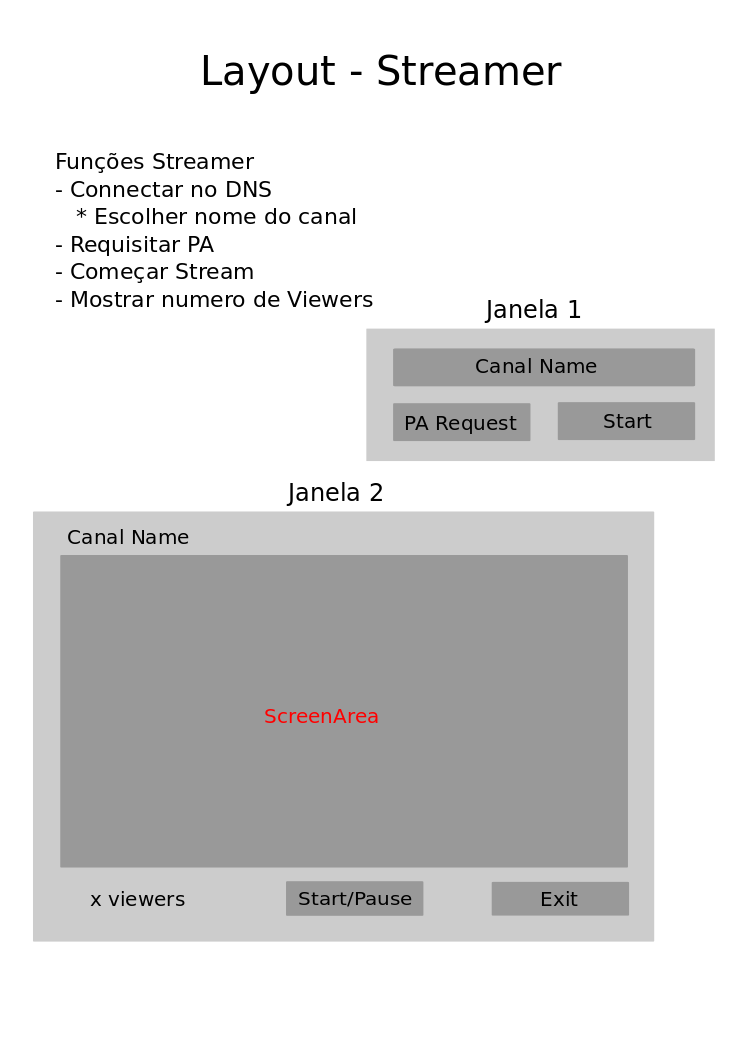 Layout - Streamer
Funções Streamer
- Connectar no DNS
* Escolher nome do canal
- Requisitar PA
- Começar Stream
- Mostrar numero de Viewers
Janela 1
Canal Name
PA Request
Start
Janela 2
Canal Name
ScreenArea
x viewers
Start/Pause
Exit